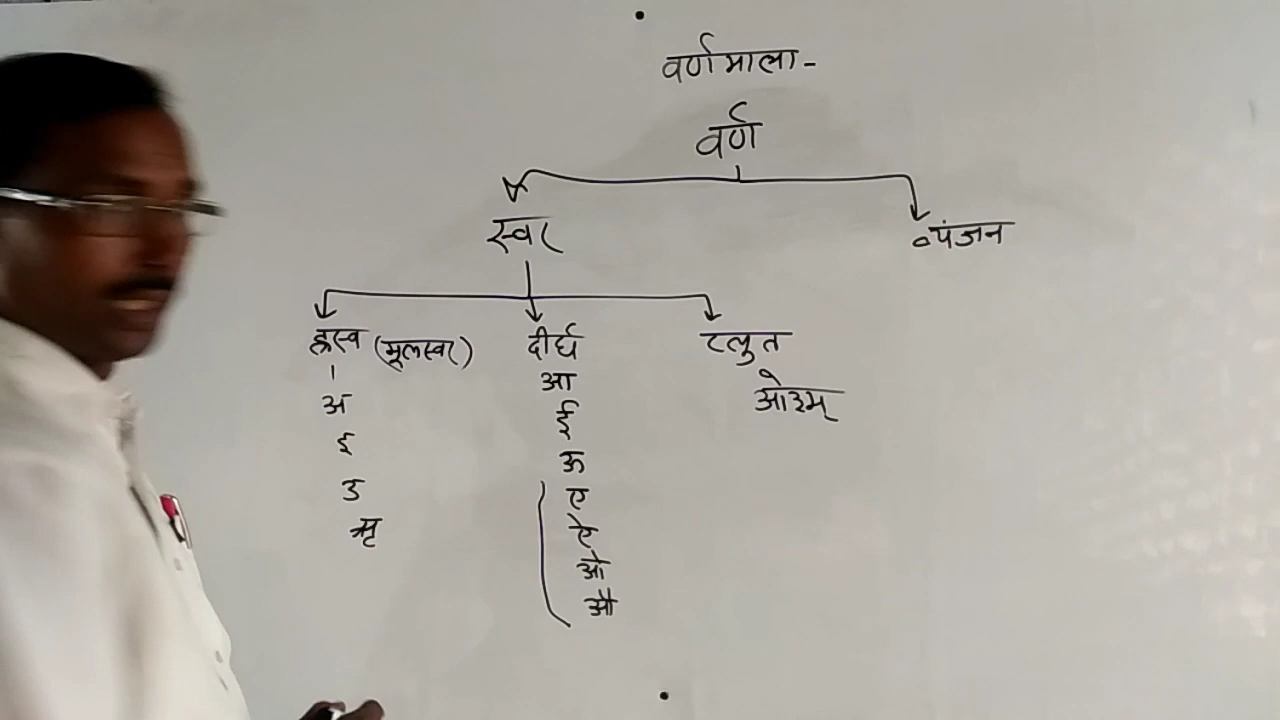 वर्णमाला-
वर्ण
स्वर
व्यंजन
ह्रस्व (मूलस्वर)
दीर्घ
प्लुत
अ
आ
ओ३म्
इ
ई
उ
ऊ
ऋ
ए
ऐ
ओ
औ